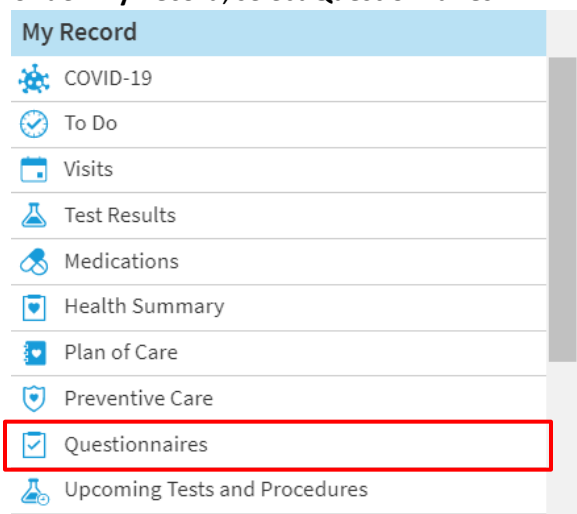 My Record
COVID-19
To Do
Visits
Test Results
Medications
Health Summary
Plan of Care
Preventive Care
Questionnaires
Upcoming Tests and Procedures